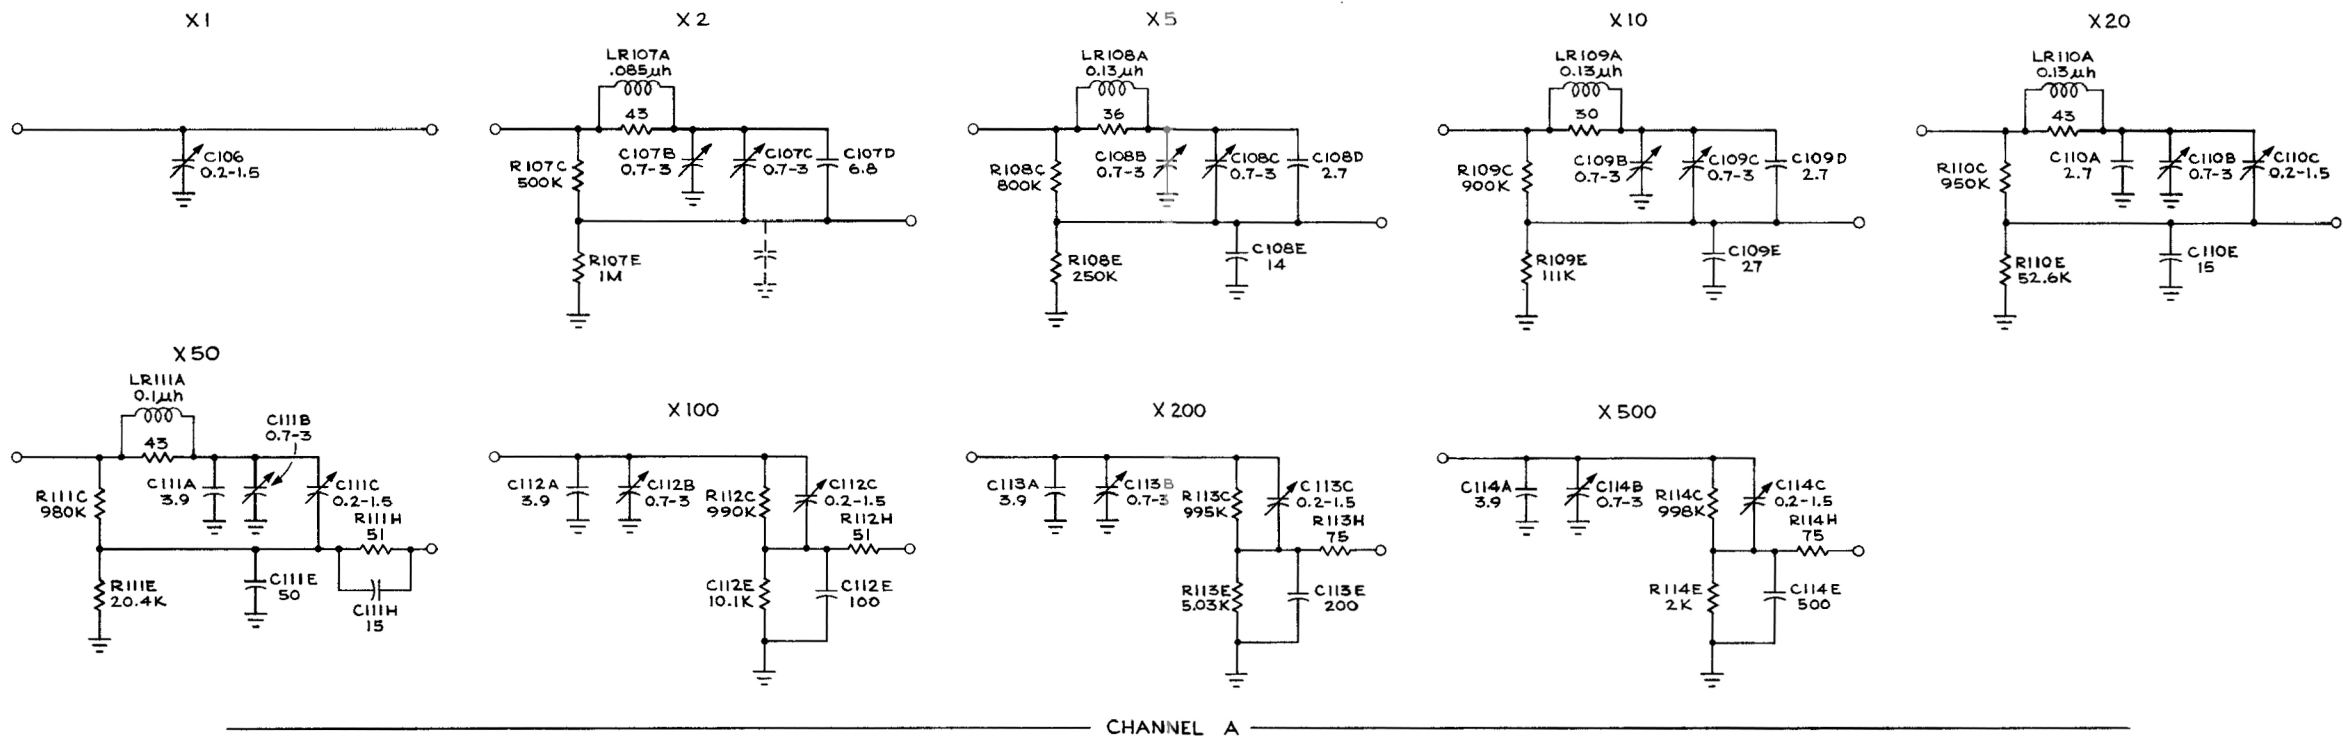 X1
C106
0.2-1.5
X2
LR107A
.085µh
43
R107C
500K
C107B
0.7-3
C107C
0.7-3
C107D
6.8
R107E
1M
X5
LR108A
0.13µh
36
R108C
800K
C108B
0.7-3
C108C
0.7-3
C108D
2.7
R108E
250K
C108E
14
X10
LR109A
0.13µh
30
R109C
900K
C109B
0.7-3
C109C
0.7-3
C109D
2.7
R109E
111K
C109E
27
X20
LR110A
0.13µh
43
R110C
950K
C110A
2.7
C110B
0.7-3
C110C
0.2-1.5
R110E
52.6K
C110E
15
X50
LR111A
0.1µh
43
C111B
0.7-3
R111C
980K
C111A
3.9
C111C
0.2-1.5
R111H
51
R111E
20.4K
C111E
50
C111H
15
X100
C112A
3.9
C112B
0.7-3
R112C
990K
C112C
0.2-1.5
R112H
51
C112E
10.1K
C112E
100
X200
C113A
3.9
C113B
0.7-3
R113C
995K
C113C
0.2-1.5
R113H
75
R113E
5.03K
C113E
200
X500
C114A
3.9
C114B
0.7-3
R114C
998K
C114C
0.2-1.5
R114H
75
R114E
2K
C114E
500
CHANNEL A